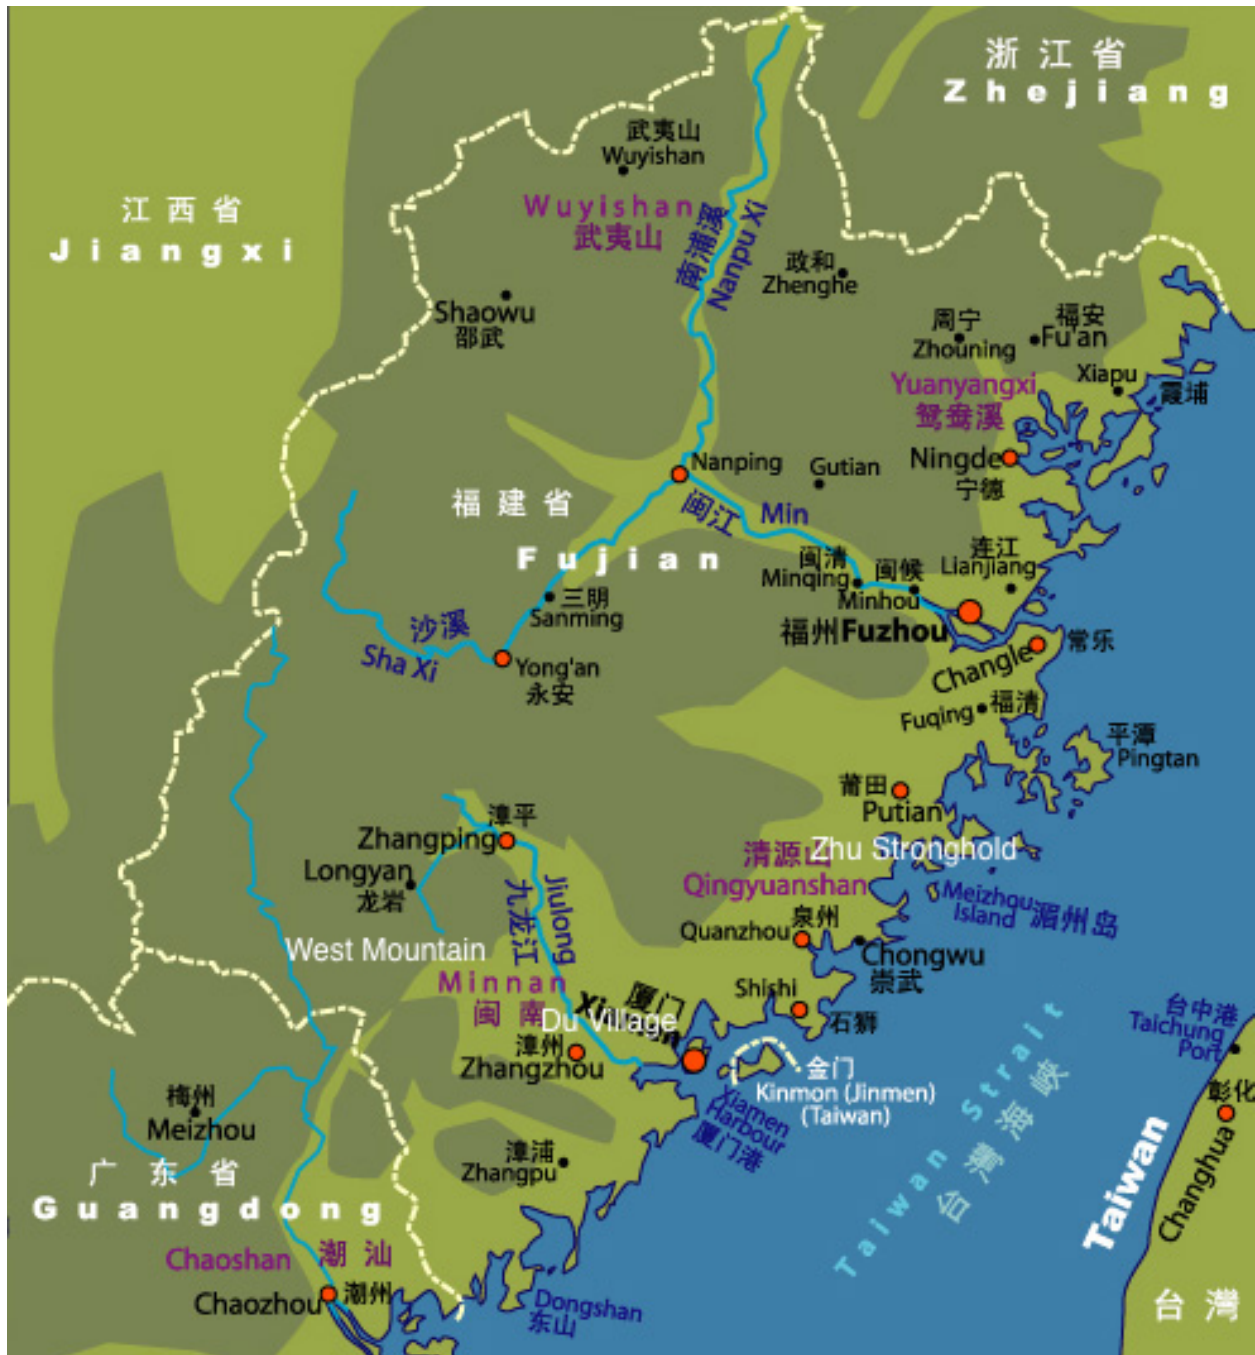 浙江省
Zhejiang
武夷山
Wuyishan
江西省
Jiangxi
Wuyishan
武夷山
南浦溪
Nanpu Xi
政和
Zhenghe
Shaowu
邵武
周宁
Zhouning
福安
Fu'an
Xiapu
霞埔
Yuanyangxi
鸳鸯溪
Nanping
Gutian
Ningde
宁德
福建省
Fujian
闽江
Min
闽清
Minqing
闽候
Minhou
连江
Lianjiang
三明
Sanming
沙溪
Sha Xi
福州Fuzhou
Changle
常乐
Yong'an
永安
Fuqing
福清
平潭
Pingtan
莆田
Putian
漳平
Zhangping
Longyan
龙岩
Jiulong
九龙江
清源山
Zhu Stronghold
Qingyuanshan
Meizhou
Island
湄州岛
泉州
Quanzhou
Chongwu
崇武
West Mountain
Minnan
闽南
Shishi
石狮
厦门
Du Village
漳州
Zhangzhou
金门
Kinmon (Jinmen)
(Taiwan)
Xiamen
Harbour
厦门港
台中港
Taichung
Port
彰化
Changhua
梅州
Meizhou
漳浦
Zhangpu
Taiwan Strait
台灣海峡
Taiwan
台灣
广东省
Guangdong
Chaoshan
潮汕
Chaozhou
潮州
Dongshan
东山